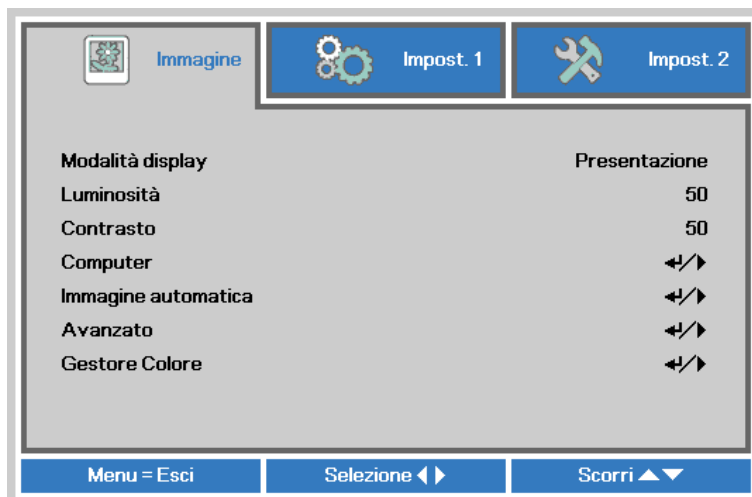 Immagine Impost. 1 Impost. 2
Modalità display Presentazione
Luminosità 50
Contrasto 50
Computer ↵/▶
Immagine automatica ↵/▶
Avanzato ↵/▶
Gestore Colore ↵/▶
Menu = Esci Selezione ◀▶ Scorri ▲▼